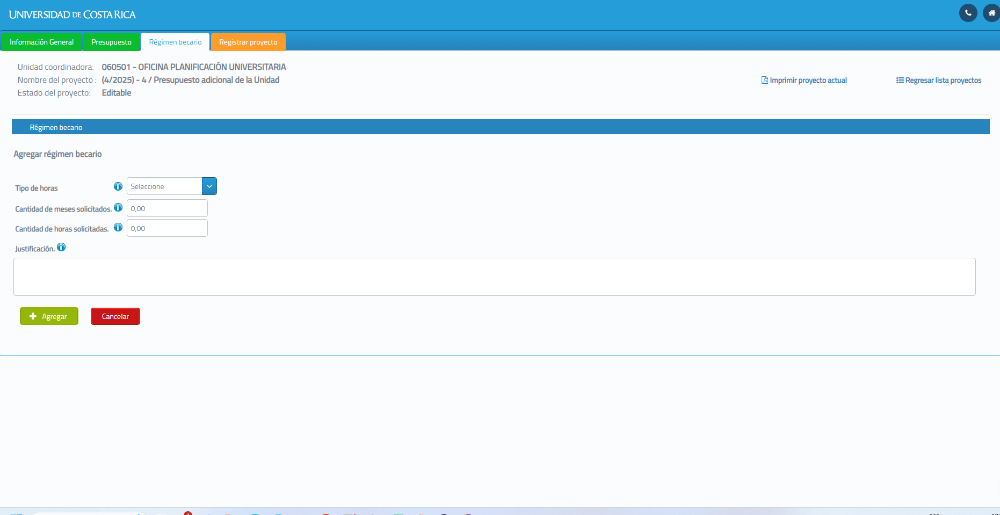 UNIVERSIDAD DE COSTA RICA
Información General Presupuesto Régimen becario Registrar proyecto
Unidad coordinadora: 060501 - OFICINA PLANIFICACIÓN UNIVERSITARIA
Nombre del proyecto : (4/2025) - 4 / Presupuesto adicional de la Unidad
Imprimir proyecto actual Regresar lista proyectos
Estado del proyecto: Editable
Régimen becario
Agregar régimen becario
Tipo de horas Seleccione
Cantidad de meses solicitados. 0,00
Cantidad de horas solicitadas. 0,00
Justificación.
Agregar Cancelar